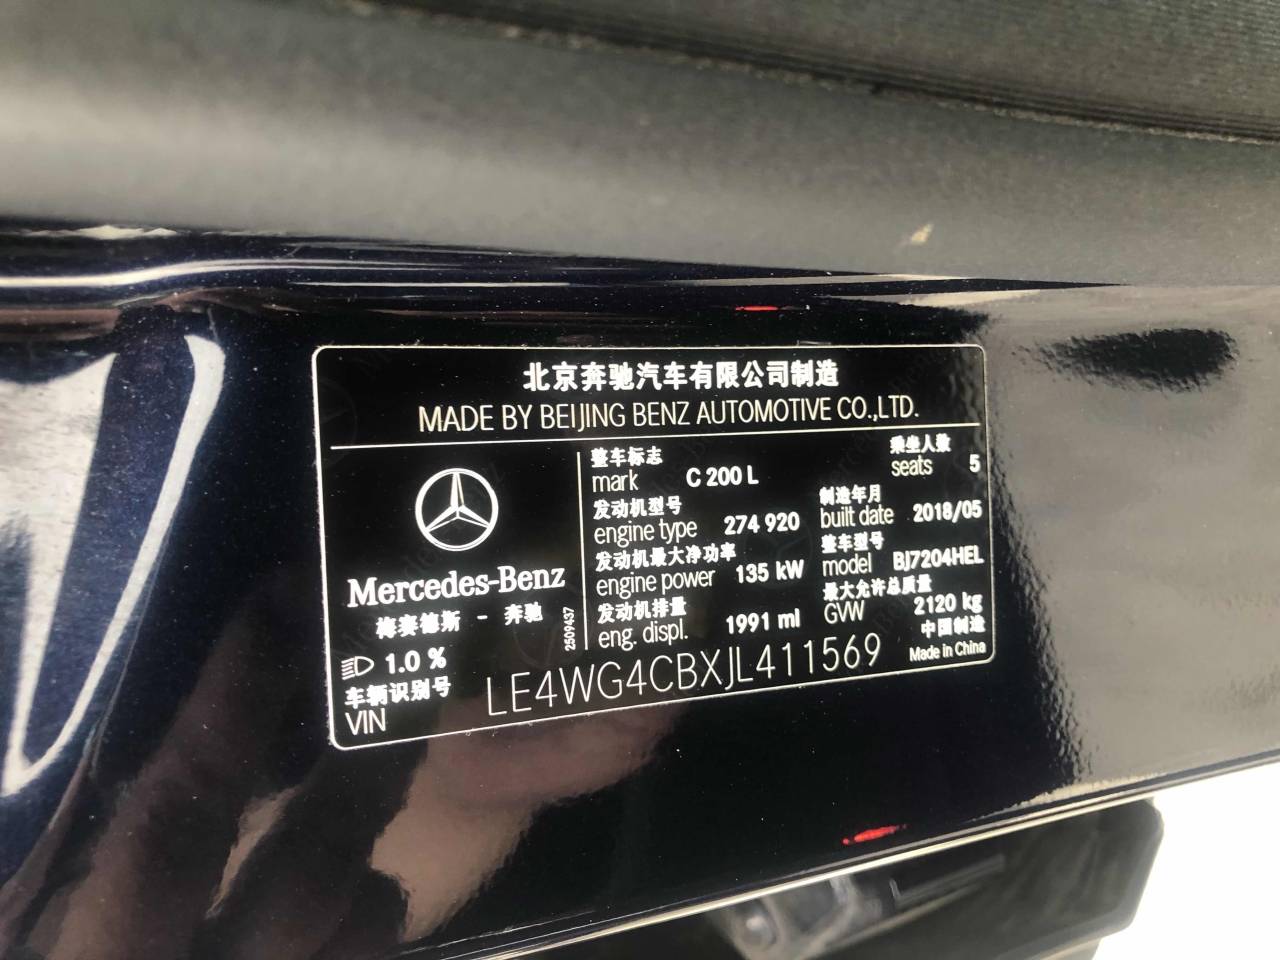 北京奔驰汽车有限公司制造
MADE BY BEIJING BENZ AUTOMOTIVE CO.,LTD.
Mercedes-Benz
梅赛德斯 - 奔驰
2509437
1.0 %
整车标志
mark C 200 L
乘坐人数
seats 5
发动机型号
engine type 274 920
制造年月
built date 2018/05
发动机最大净功率
engine power 135 kW
整车型号
model BJ7204HEL
发动机排量
eng. displ. 1991 ml
最大允许总质量
GVW 2120 kg
中国制造
Made in China
车辆识别号
VIN LE4WG4CBXJL411569